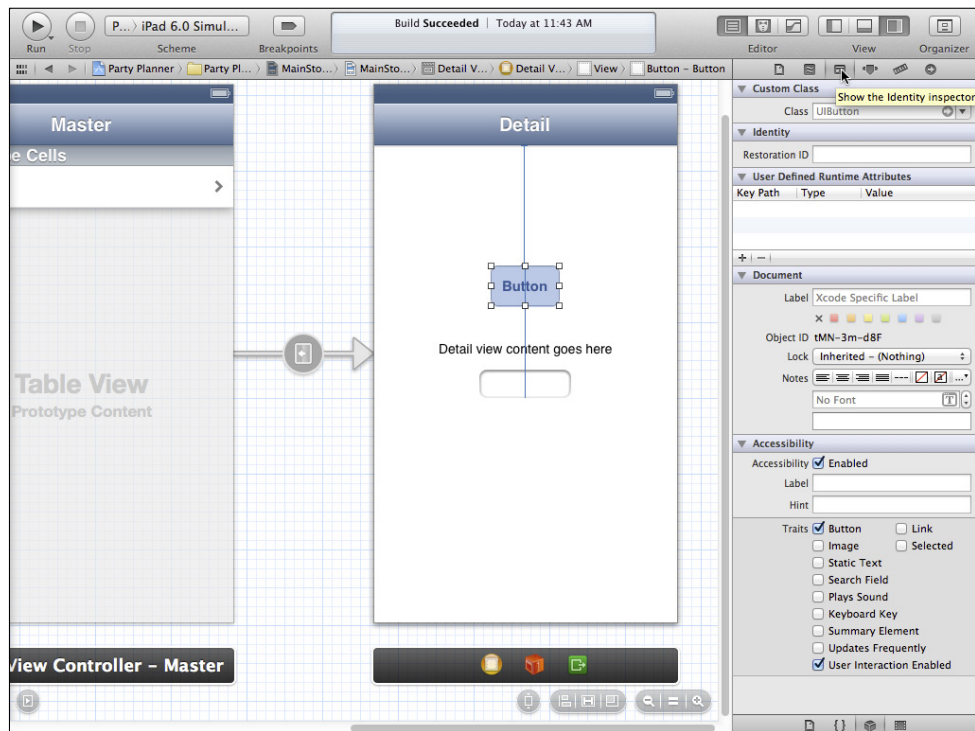 P... › iPad 6.0 Simul...
Build Succeeded | Today at 11:43 AM
Run Stop Scheme Breakpoints Editor View Organizer
Party Planner › Party Pl... › MainSto... › MainSto... › Detail V... › Detail V... › View › Button - Button
Custom Class
Show the Identity inspector
Class UIButton
Identity
Restoration ID
User Defined Runtime Attributes
Key Path Type Value
Document
Label Xcode Specific Label
Object ID tMN-3m-d8F
Lock Inherited - (Nothing)
Notes
No Font
Accessibility
Accessibility Enabled
Label
Hint
Traits Button Link
Image Selected
Static Text
Search Field
Plays Sound
Keyboard Key
Summary Element
Updates Frequently
User Interaction Enabled
Master
e Cells
Table View
Prototype Content
View Controller - Master
Detail
Button
Detail view content goes here